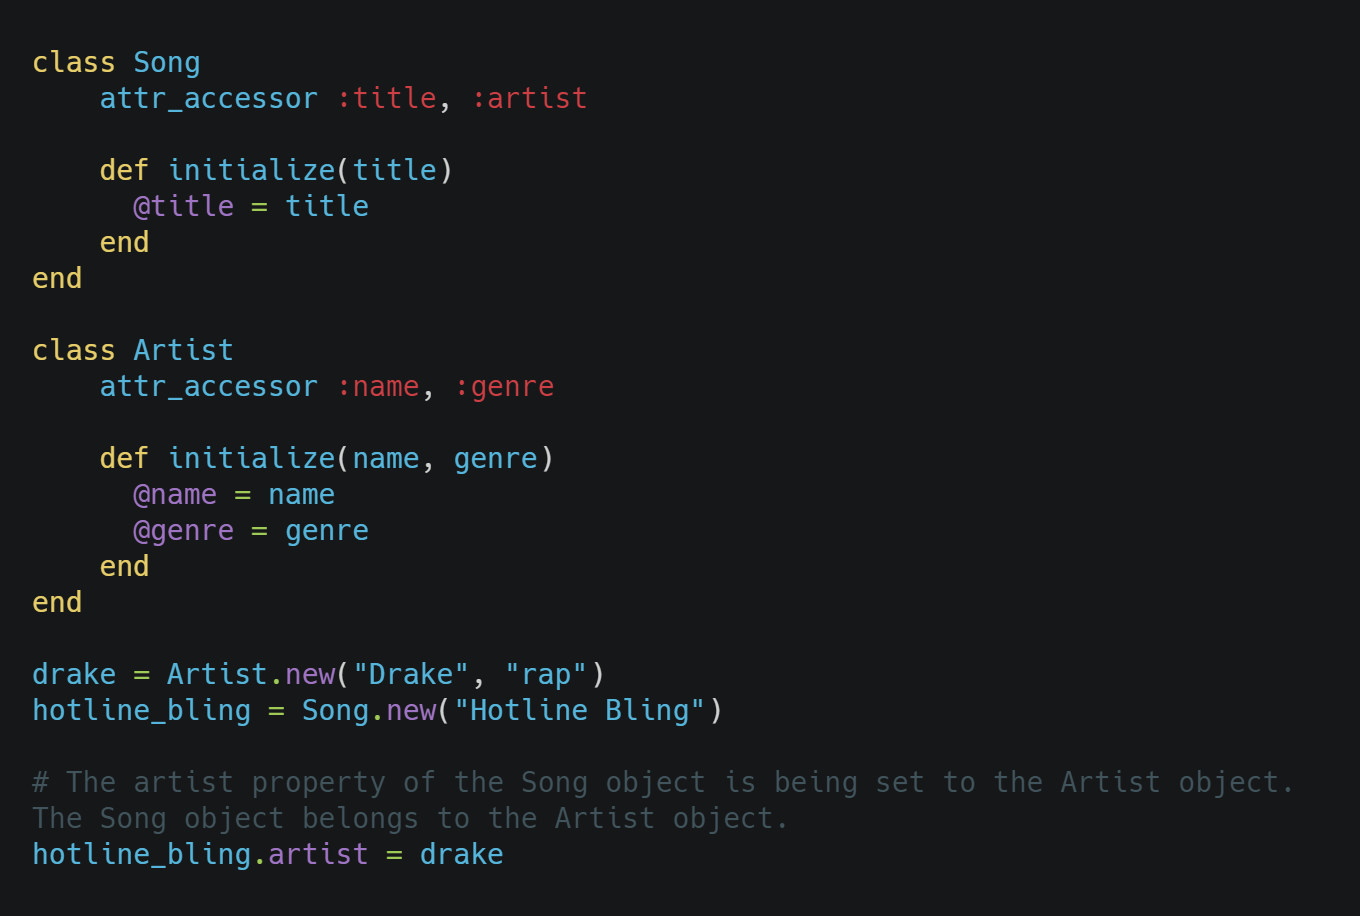 class Song
    attr_accessor :title, :artist

    def initialize(title)
      @title = title
    end
end

class Artist
    attr_accessor :name, :genre

    def initialize(name, genre)
      @name = name
      @genre = genre
    end
end

drake = Artist.new("Drake", "rap")
hotline_bling = Song.new("Hotline Bling")

# The artist property of the Song object is being set to the Artist object.
The Song object belongs to the Artist object.
hotline_bling.artist = drake